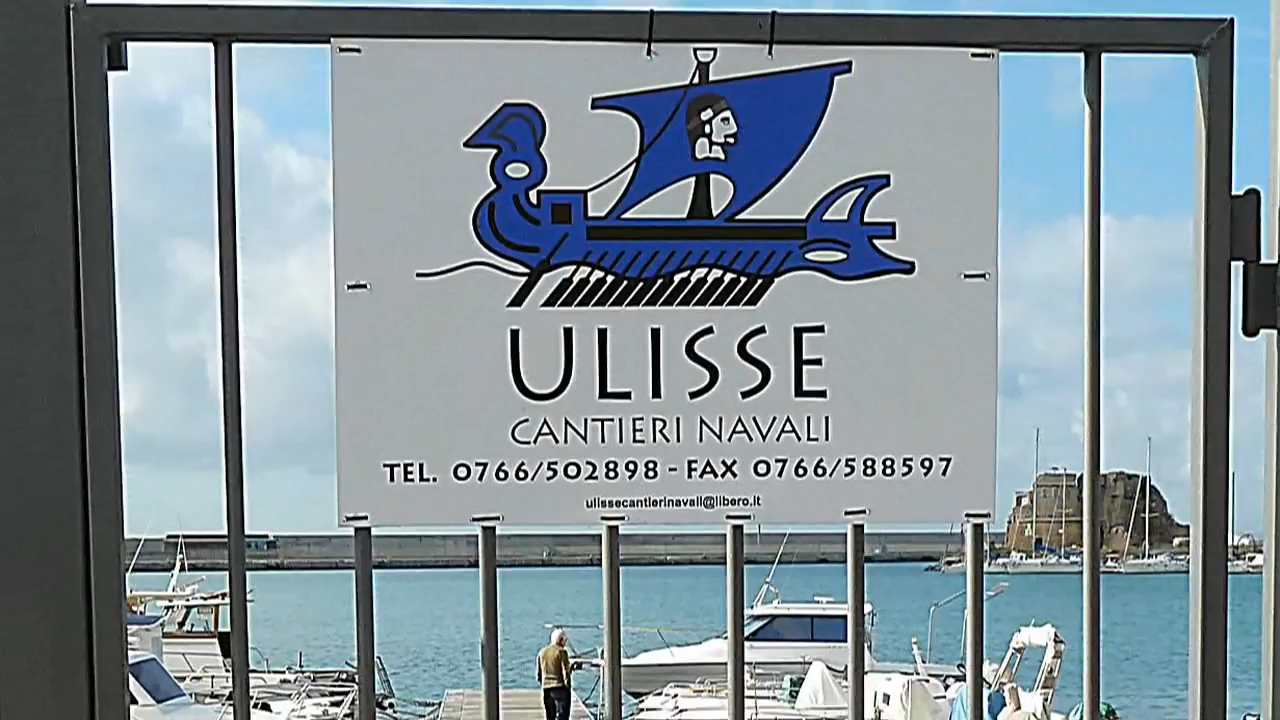 ULISSE
CANTIERI NAVALI
TEL. 0766/502898 - FAX 0766/588597
ulissecantierinavali@libero.it